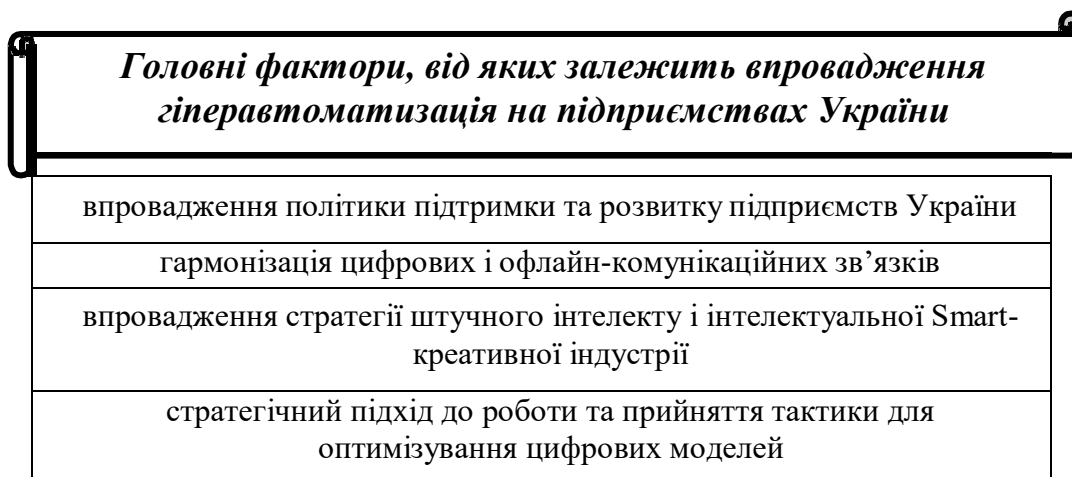 Головні фактори, від яких залежить впровадження
гіперавтоматизація на підприємствах України
впровадження політики підтримки та розвитку підприємств України
гармонізація цифрових і офлайн-комунікаційних зв’язків
впровадження стратегії штучного інтелекту і інтелектуальної Smart-
креативної індустрії
стратегічний підхід до роботи та прийняття тактики для
оптимізування цифрових моделей